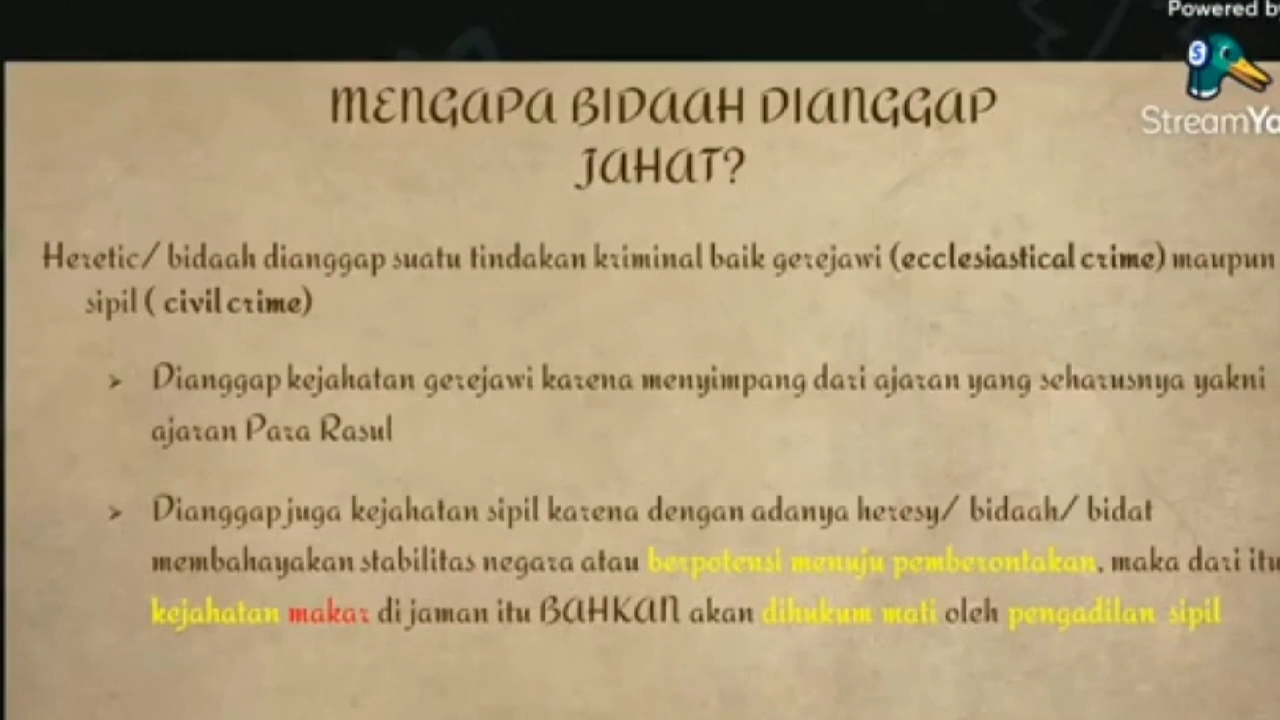 Powered by
StreamYa
MENGAPA BIDAAH DIANGGAP
JAHAT?
Heretic/ bidaah dianggap suatu tindakan kriminal baik gerejawi (ecclesiastical crime) maupun
sipil ( civil crime)
➢ Dianggap kejahatan gerejawi karena menyimpang dari ajaran yang seharusnya yakni
ajaran Para Rasul
➢ Dianggap juga kejahatan sipil karena dengan adanya heresy/ bidaah/ bidat
membahayakan stabilitas negara atau berpotensi menuju pemberontakan, maka dari itu
kejahatan makar di jaman itu BAHKAN akan dihukum mati oleh pengadilan sipil